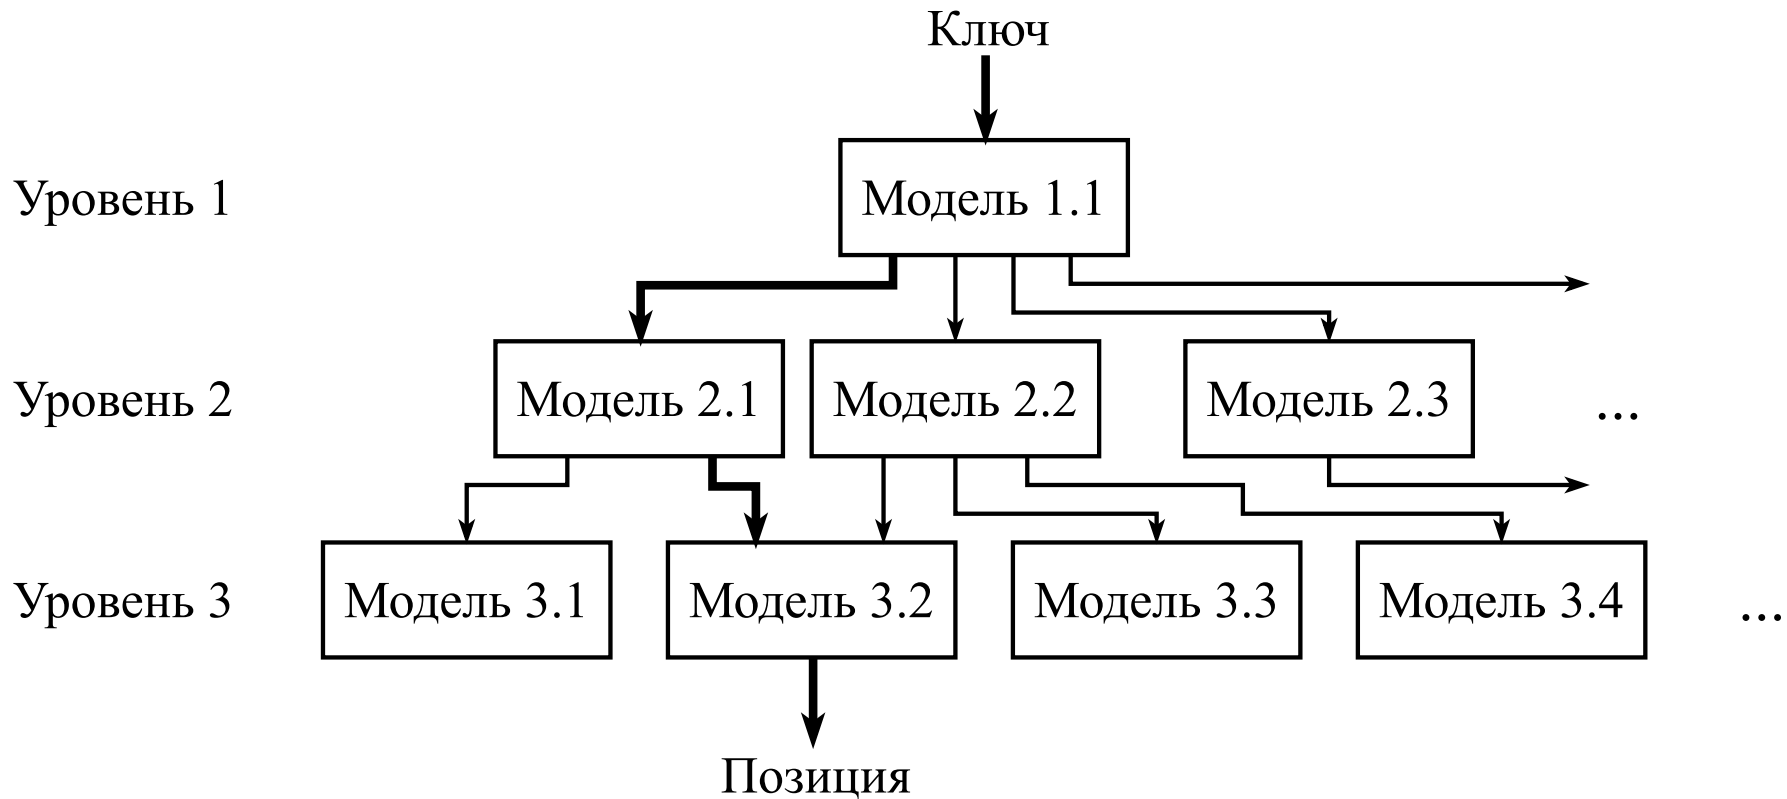 Ключ
Уровень 1
Модель 1.1
Уровень 2
Модель 2.1
Модель 2.2
Модель 2.3
...
Уровень 3
Модель 3.1
Модель 3.2
Модель 3.3
Модель 3.4
...
Позиция